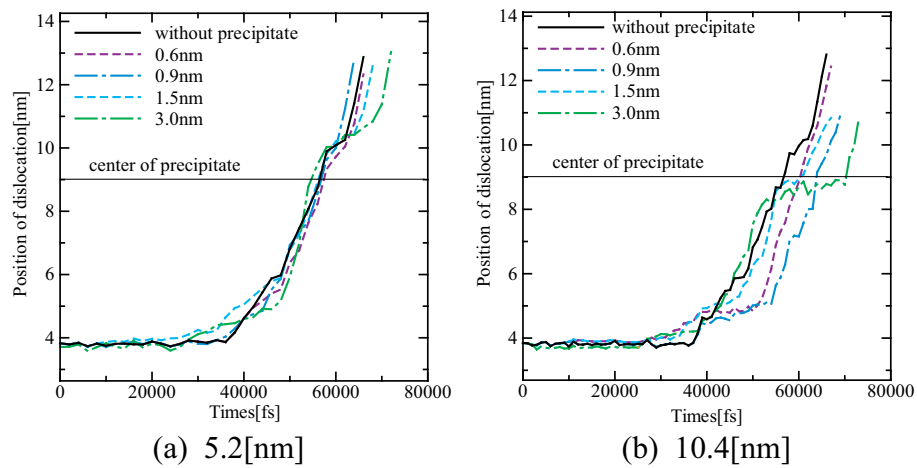 14
without precipitate
0.6nm
12
0.9nm
1.5nm
3.0nm
10
center of precipitate
8
6
4
Position of dislocation[nm]
0 20000 40000 60000 80000
Times[fs]
(a) 5.2[nm]
14
without precipitate
0.6nm
12
0.9nm
1.5nm
3.0nm
10
center of precipitate
8
6
4
Position of dislocation[nm]
0 20000 40000 60000 80000
Times[fs]
(b) 10.4[nm]